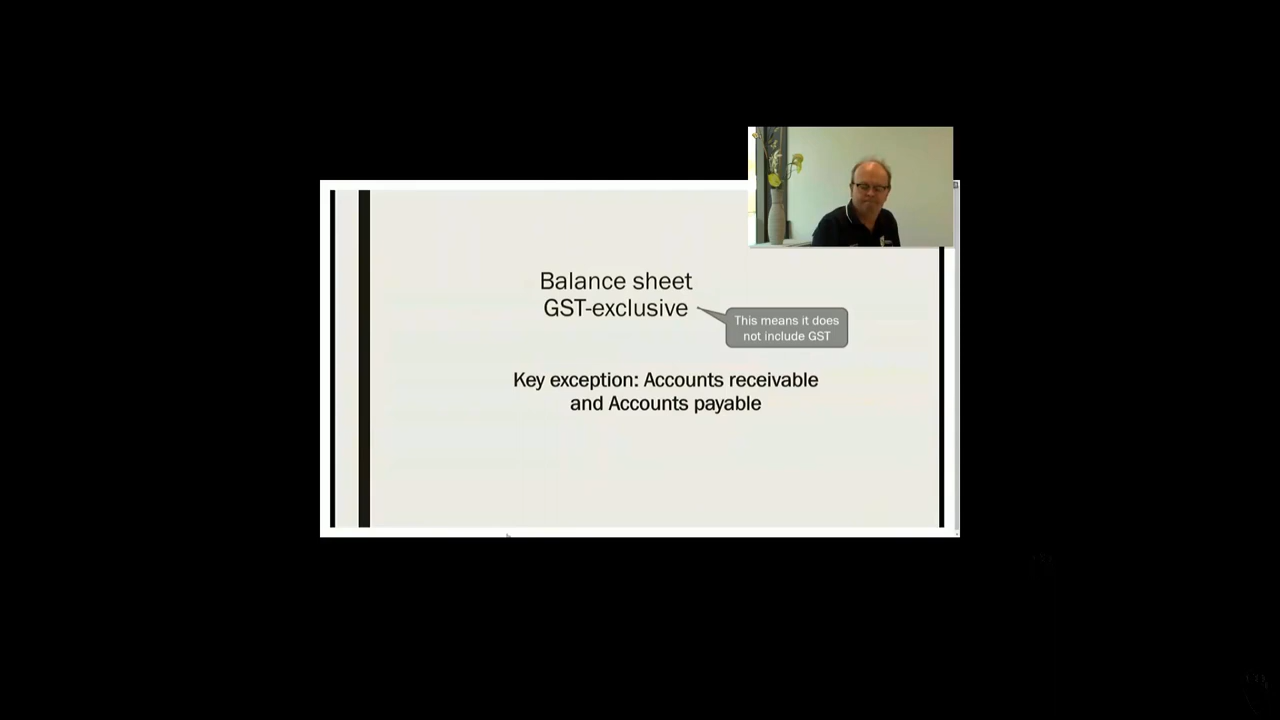 Balance sheet
GST-exclusive
This means it does
not include GST
Key exception: Accounts receivable
and Accounts payable